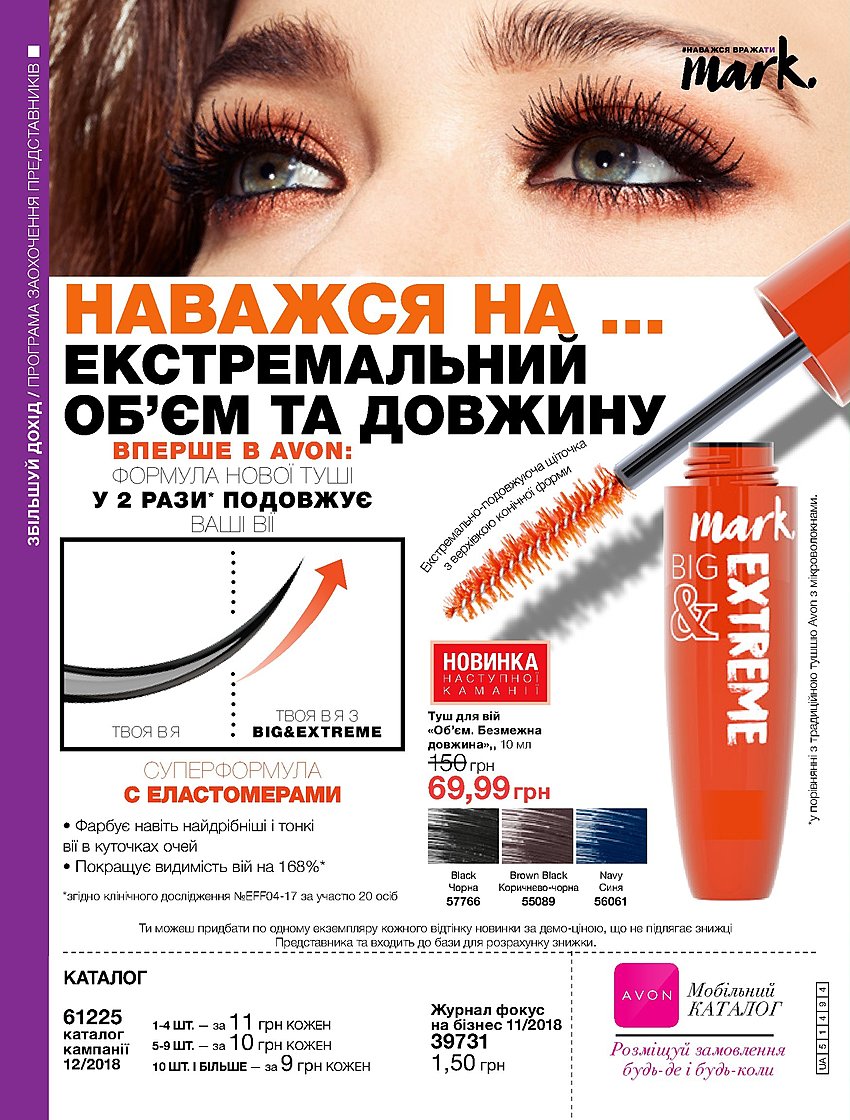 #НАВАЖСЯ ВРАЖАТИ
mark.
ЗБІЛЬШУЙ ДОХІД / ПРОГРАМА ЗАОХОЧЕННЯ ПРЕДСТАВНИКІВ
НАВАЖСЯ НА ...
ЕКСТРЕМАЛЬНИЙ
ОБ’ЄМ ТА ДОВЖИНУ
ВПЕРШЕ В AVON:
ФОРМУЛА НОВОЇ ТУШІ
У 2 РАЗИ* ПОДОВЖУЄ
ВАШІ ВІЇ
Екстремально-подовжуюча щіточка
з верхівкою конічної форми
mark.
BIG
&
EXTREME
*у порівнянні з традиційною тушшю Avon з мікроволокнами.
ТВОЯ В Я
ТВОЯ В Я З
BIG&EXTREME
НОВИНКА
НАСТУПНОЇ
КАМАНІЇ
Туш для вій
«Об’єм. Безмежна
довжина»,, 10 мл
150 грн
69,99 грн
Black
Чорна
57766
Brown Black
Коричнево-чорна
55089
Navy
Синя
56061
СУПЕРФОРМУЛА
С ЕЛАСТОМЕРАМИ
• Фарбує навіть найдрібніші і тонкі
вії в куточках очей
• Покращує видимість вій на 168%*
*згідно клінічного дослідження №EFF04-17 за участю 20 осіб
Ти можеш придбати по одному екземпляру кожного відтінку новинки за демо-ціною, що не підлягає знижці
Представника та входить до бази для розрахунку знижки.
КАТАЛОГ
61225
каталог
кампанії
12/2018
1-4 ШТ. — за 11 грн КОЖЕН
5-9 ШТ. — за 10 грн КОЖЕН
10 ШТ. І БІЛЬШЕ — за 9 грн КОЖЕН
Журнал фокус
на бізнес 11/2018
39731
1,50 грн
AVON
Мобільний
КАТАЛОГ
Розміщуй замовлення
будь-де і будь-коли
UA 5 1 4 9 4